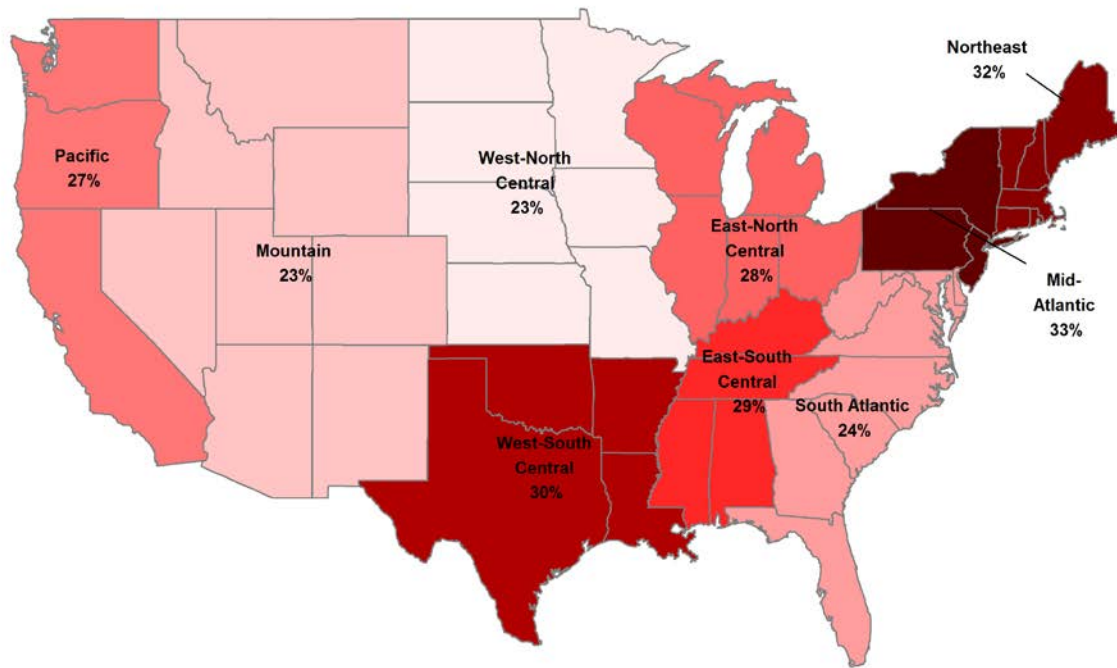 Northeast
32%
Pacific
27%
West-North
Central
23%
Mountain
23%
East-North
Central
28%
Mid-
Atlantic
33%
East-South
Central
29%
South Atlantic
24%
West-South
Central
30%